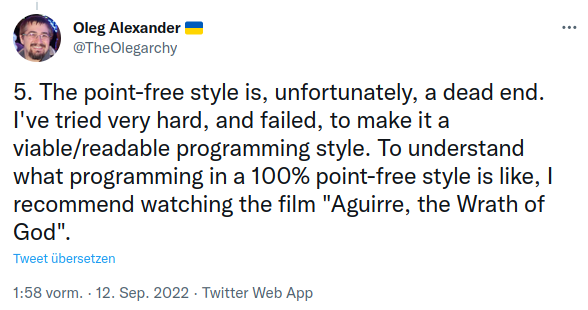 Oleg Alexander 🇺🇦
@TheOlegarchy
5. The point-free style is, unfortunately, a dead end.
I've tried very hard, and failed, to make it a
viable/readable programming style. To understand
what programming in a 100% point-free style is like, I
recommend watching the film "Aguirre, the Wrath of
God".
Tweet übersetzen
1:58 vorm. · 12. Sep. 2022 · Twitter Web App